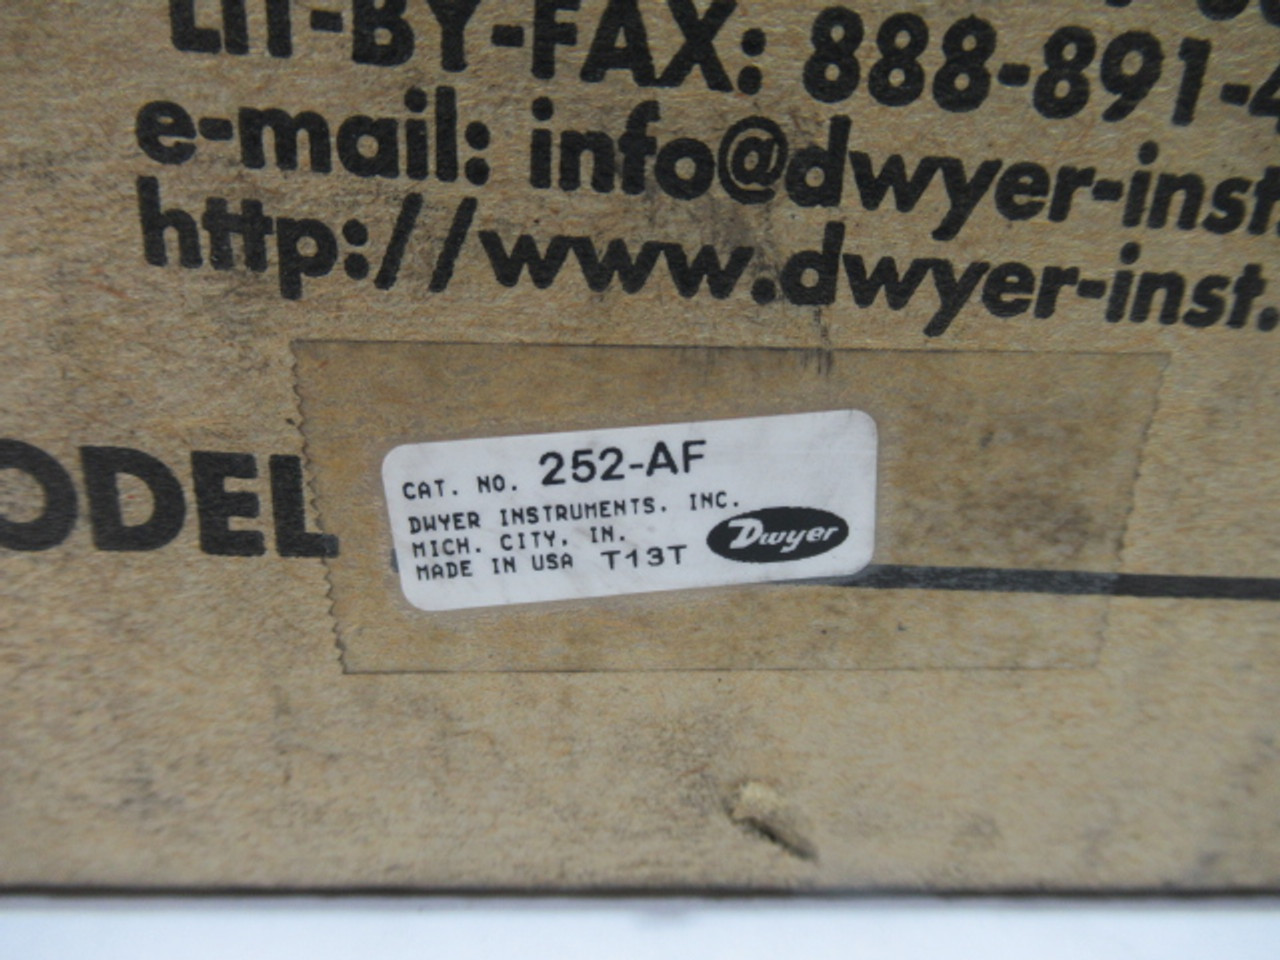 LIT-BY-FAX: 888-891-4
e-mail: info@dwyer-inst.
http://www.dwyer-inst.
ODEL
CAT. NO. 252-AF
DWYER INSTRUMENTS. INC.
MICH. CITY. IN.
MADE IN USA T13T
Dwyer